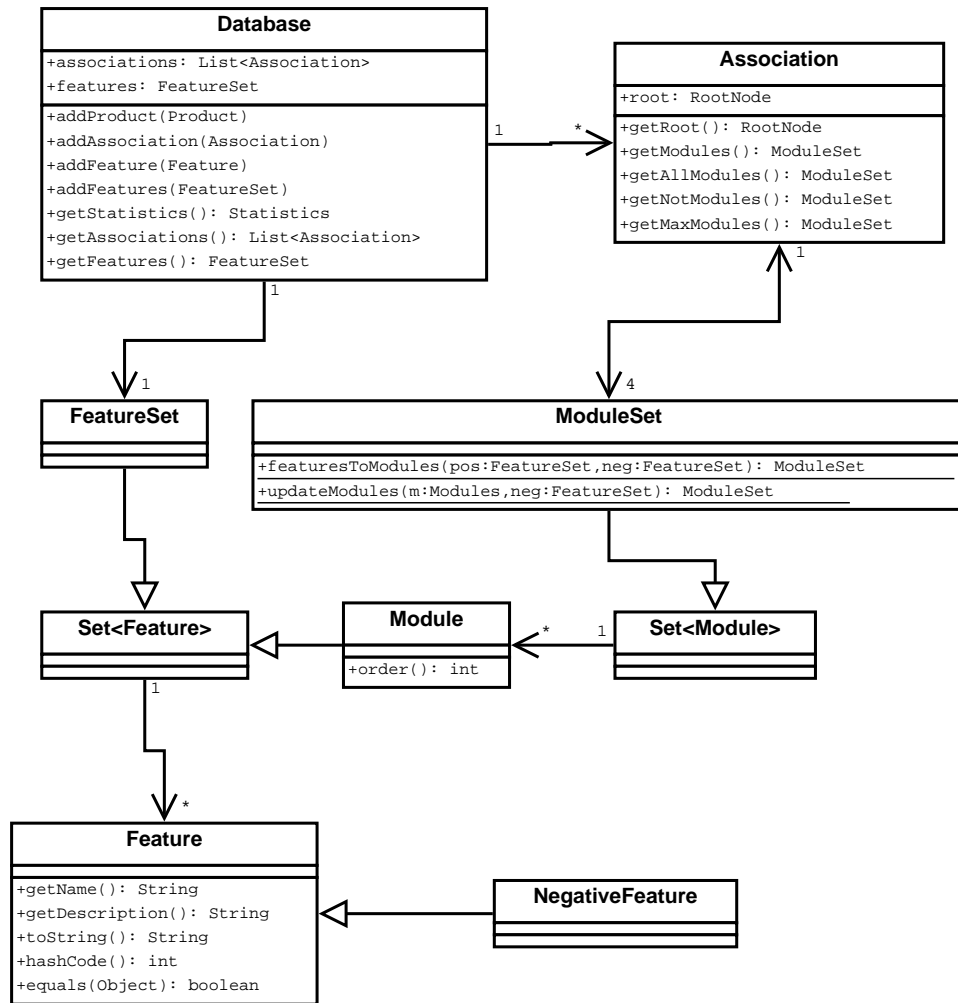 Database
+associations: List<Association>
+features: FeatureSet
+addProduct(Product)
+addAssociation(Association)
+addFeature(Feature)
+addFeatures(FeatureSet)
+getStatistics(): Statistics
+getAssociations(): List<Association>
+getFeatures(): FeatureSet
1
*
Association
+root: RootNode
+getRoot(): RootNode
+getModules(): ModuleSet
+getAllModules(): ModuleSet
+getNotModules(): ModuleSet
+getMaxModules(): ModuleSet
1
1
1
4
FeatureSet
ModuleSet
+featuresToModules(pos:FeatureSet,neg:FeatureSet): ModuleSet
+updateModules(m:Modules,neg:FeatureSet): ModuleSet
Set<Feature>
Module
+order(): int
*
1
Set<Module>
1
*
Feature
+getName(): String
+getDescription(): String
+toString(): String
+hashCode(): int
+equals(Object): boolean
NegativeFeature